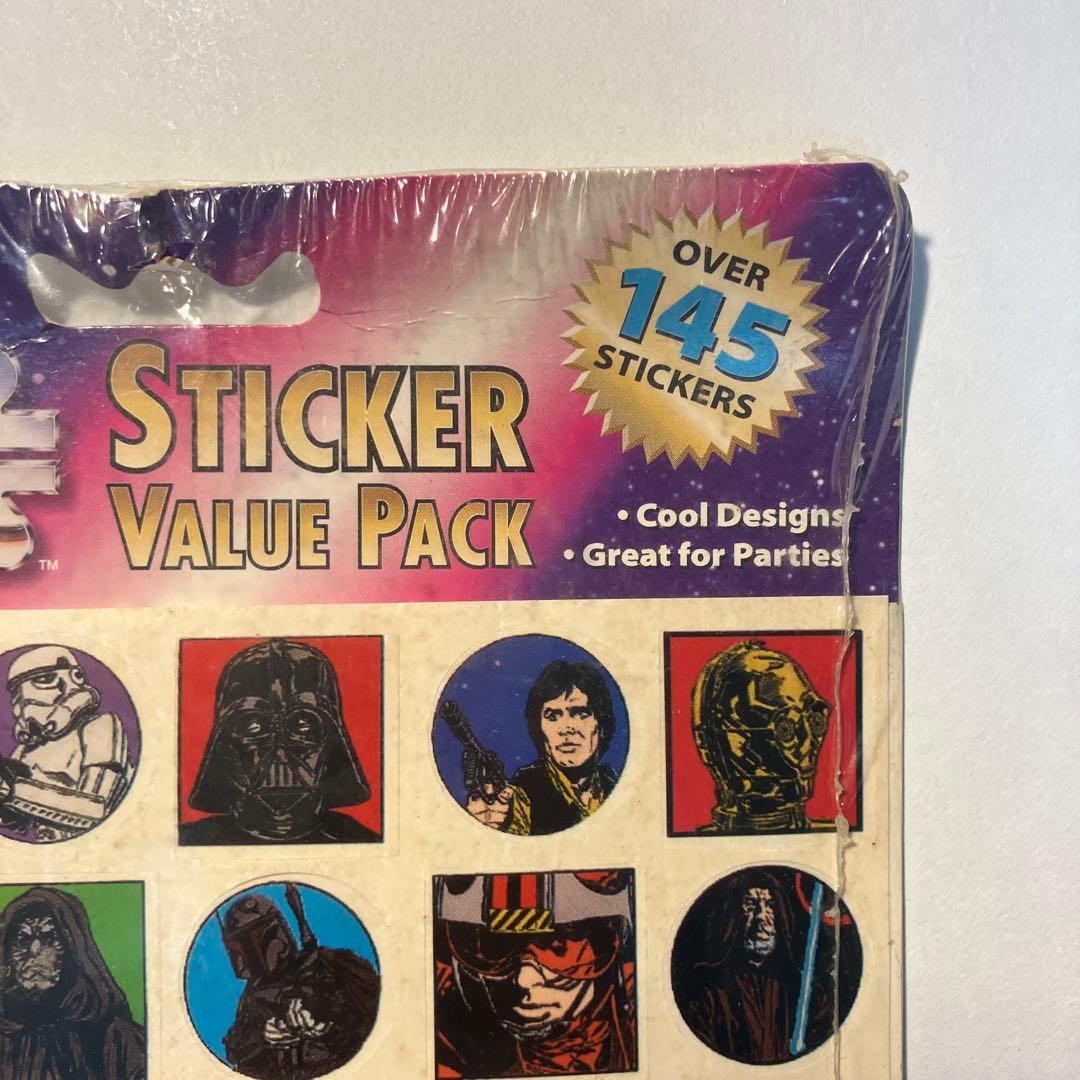 OVER
145
STICKERS
STICKER
VALUE PACK
TM
• Cool Designs
• Great for Parties